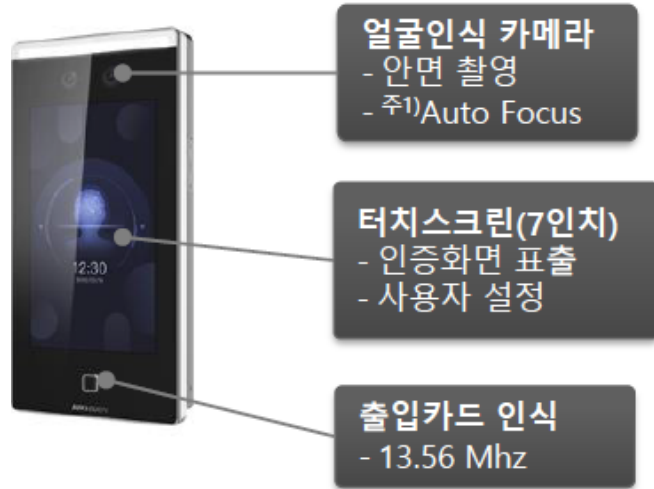 얼굴인식 카메라
- 안면 촬영
- 주1)Auto Focus
터치스크린(7인치)
- 인증화면 표출
- 사용자 설정
12:30
출입카드 인식
- 13.56 Mhz